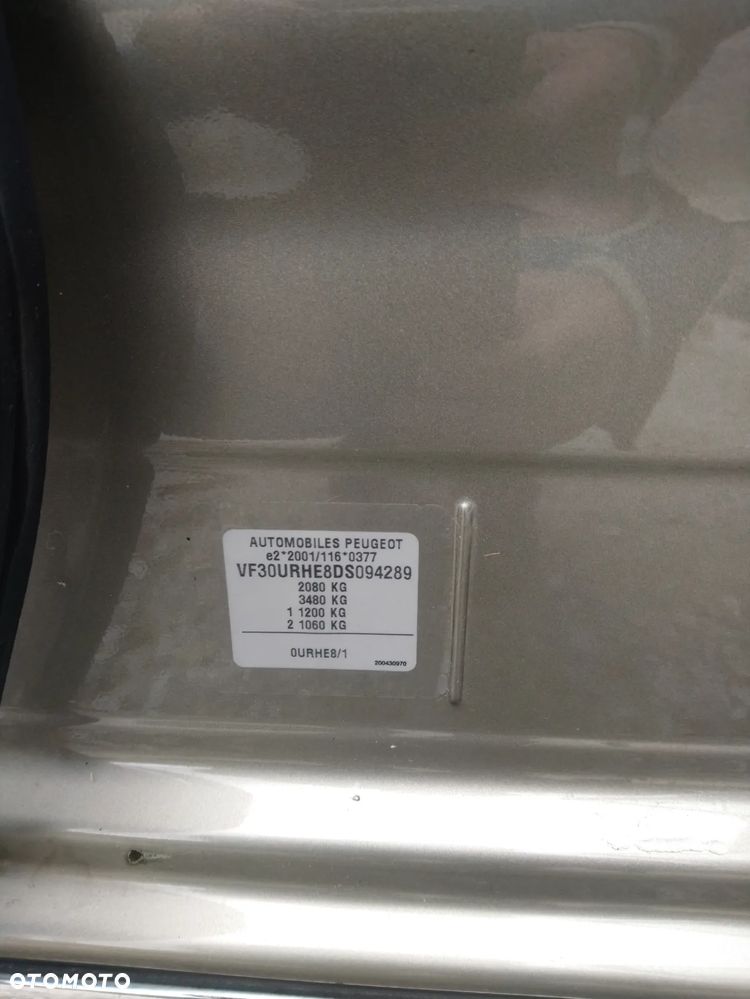 AUTOMOBILES PEUGEOT
e2*2001/116*0377
VF30URHE8DS094289
2080 KG
3480 KG
1 1200 KG
2 1060 KG
0URHE8/1
200430970
OTOMOTO